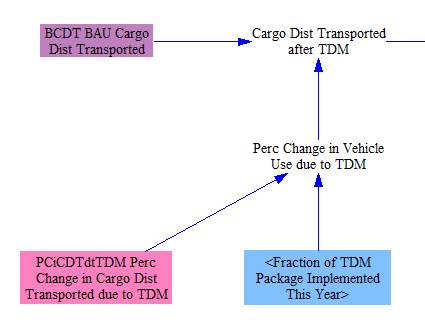 BCDT BAU Cargo
Dist Transported
Cargo Dist Transported
after TDM
Perc Change in Vehicle
Use due to TDM
PCiCDTdtTDM Perc
Change in Cargo Dist
Transported due to TDM
<Fraction of TDM
Package Implemented
This Year>